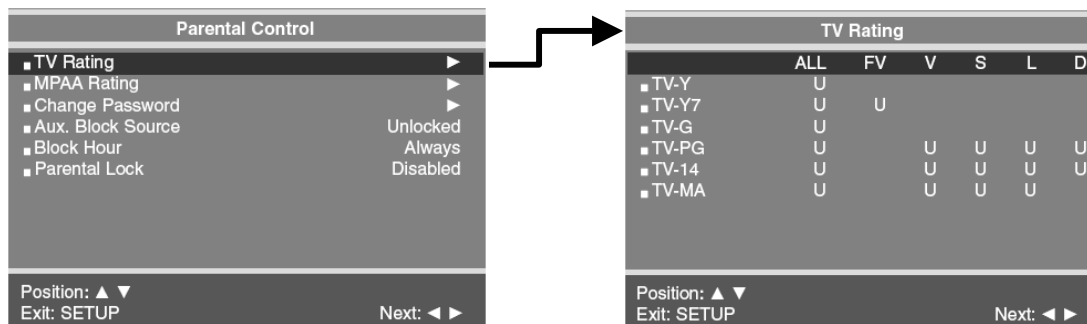 Parental Control
TV Rating ►
MPAA Rating ►
Change Password ►
Aux. Block Source Unlocked
Block Hour Always
Parental Lock Disabled
Position: ▲ ▼
Exit: SETUP Next: ◄ ►
TV Rating
ALL FV V S L D
TV-Y U
TV-Y7 U U
TV-G U
TV-PG U U U U U
TV-14 U U U U U
TV-MA U U U U
Position: ▲ ▼
Exit: SETUP Next: ◄ ►